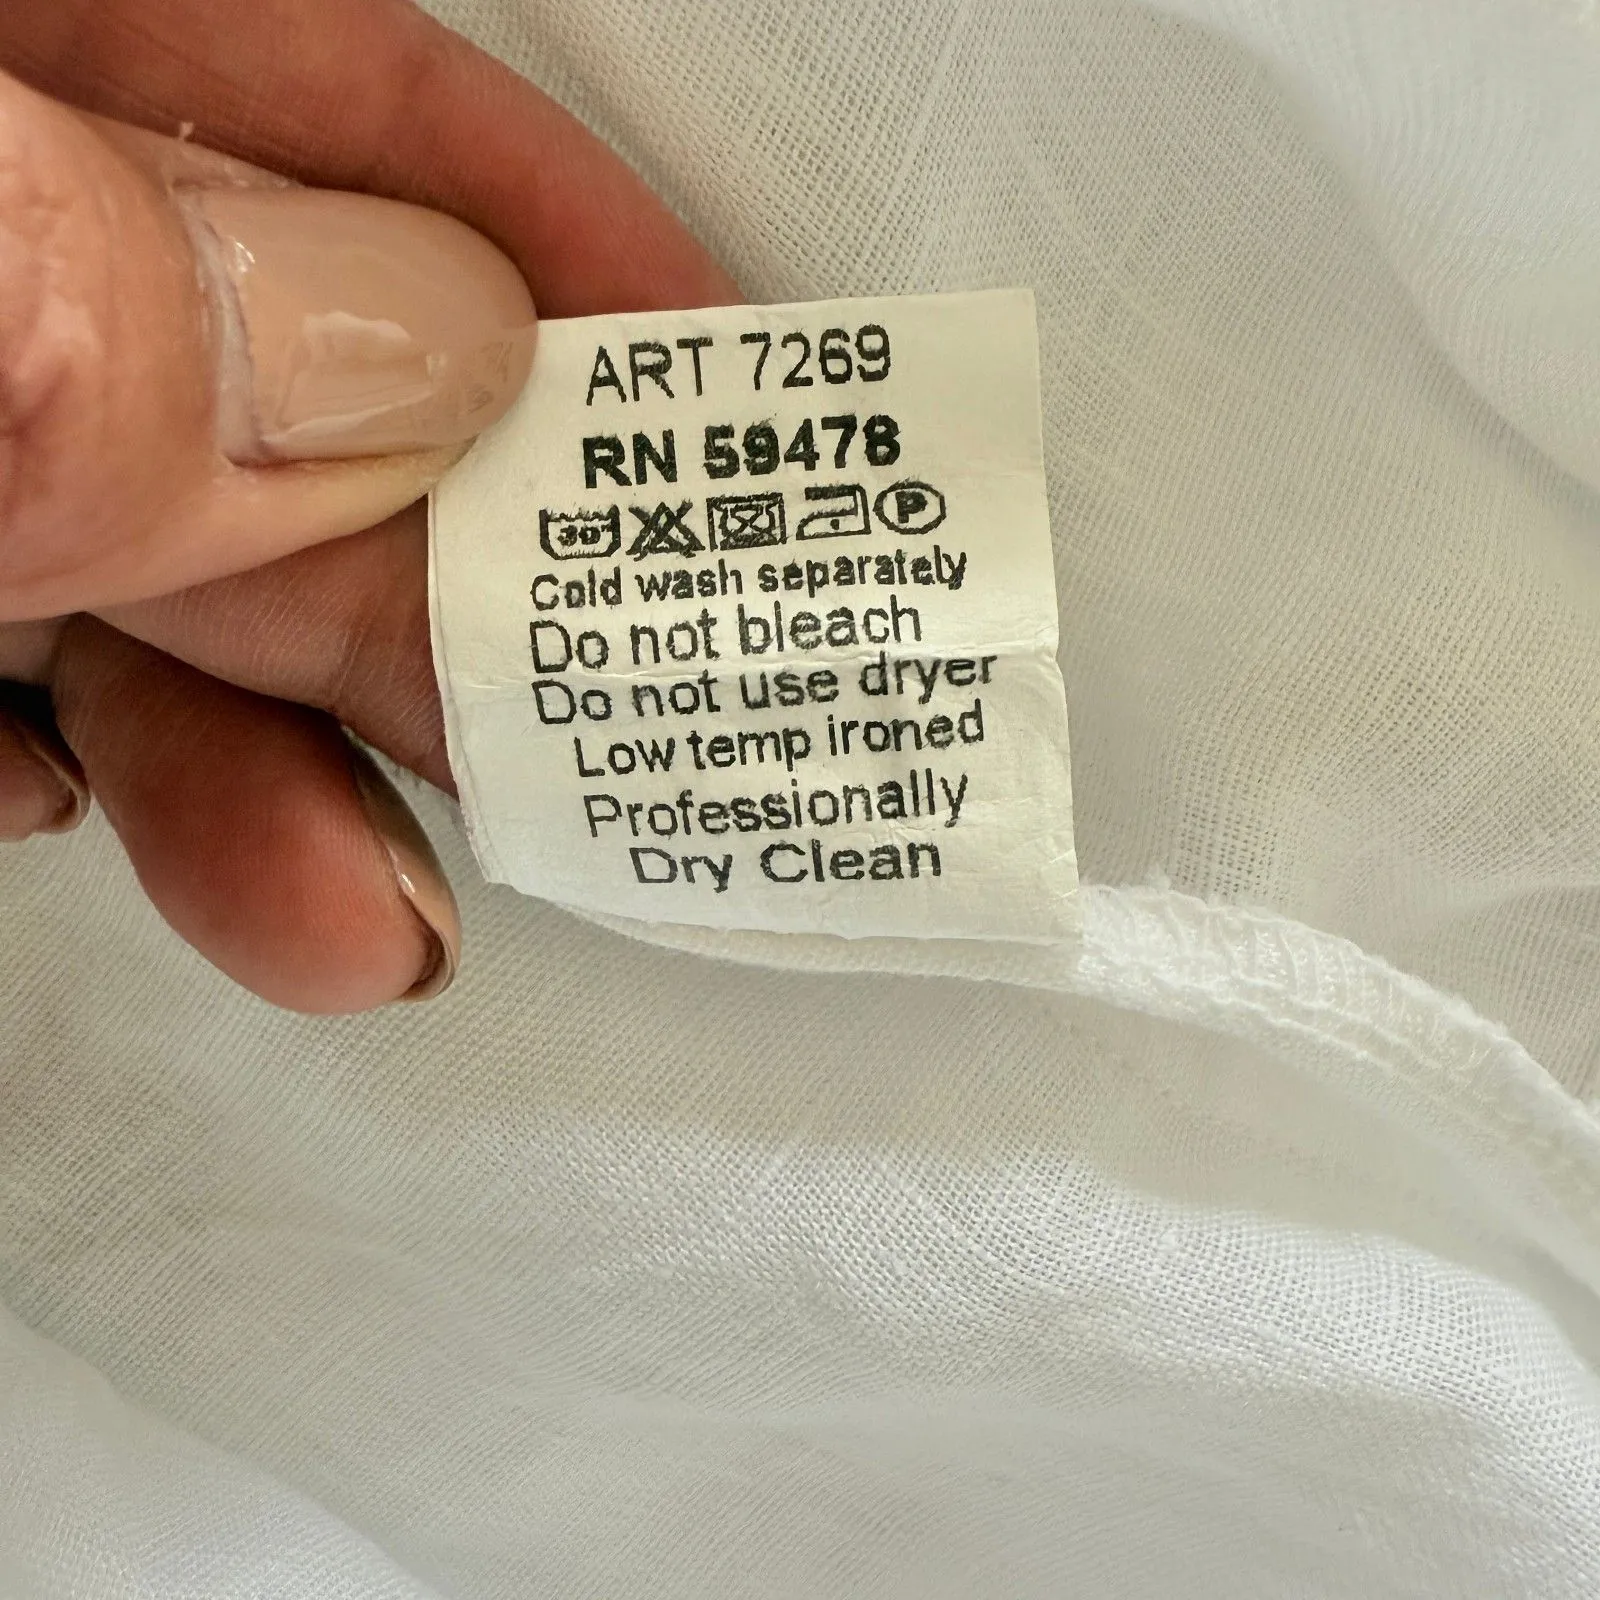 ART 7269
RN 59478
30° P
Cold wash separately
Do not bleach
Do not use dryer
Low temp ironed
Professionally
Dry Clean